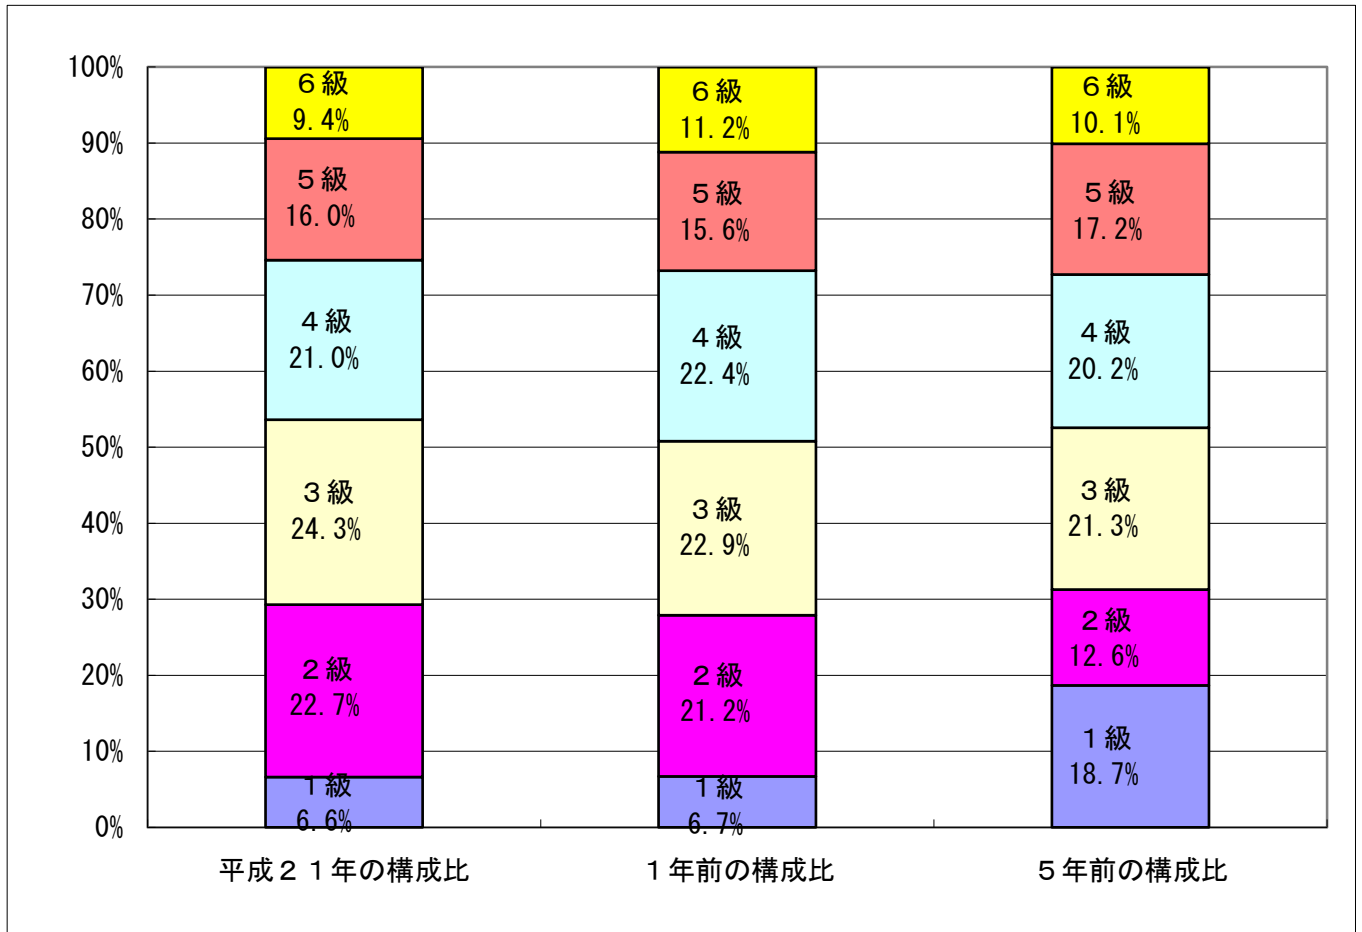 100%
90%
80%
70%
60%
50%
40%
30%
20%
10%
0%
６級
9.4%
５級
16.0%
４級
21.0%
３級
24.3%
２級
22.7%
１級
6.6%
６級
11.2%
５級
15.6%
４級
22.4%
３級
22.9%
２級
21.2%
１級
6.7%
６級
10.1%
５級
17.2%
４級
20.2%
３級
21.3%
２級
12.6%
１級
18.7%
平成２１年の構成比
１年前の構成比
５年前の構成比